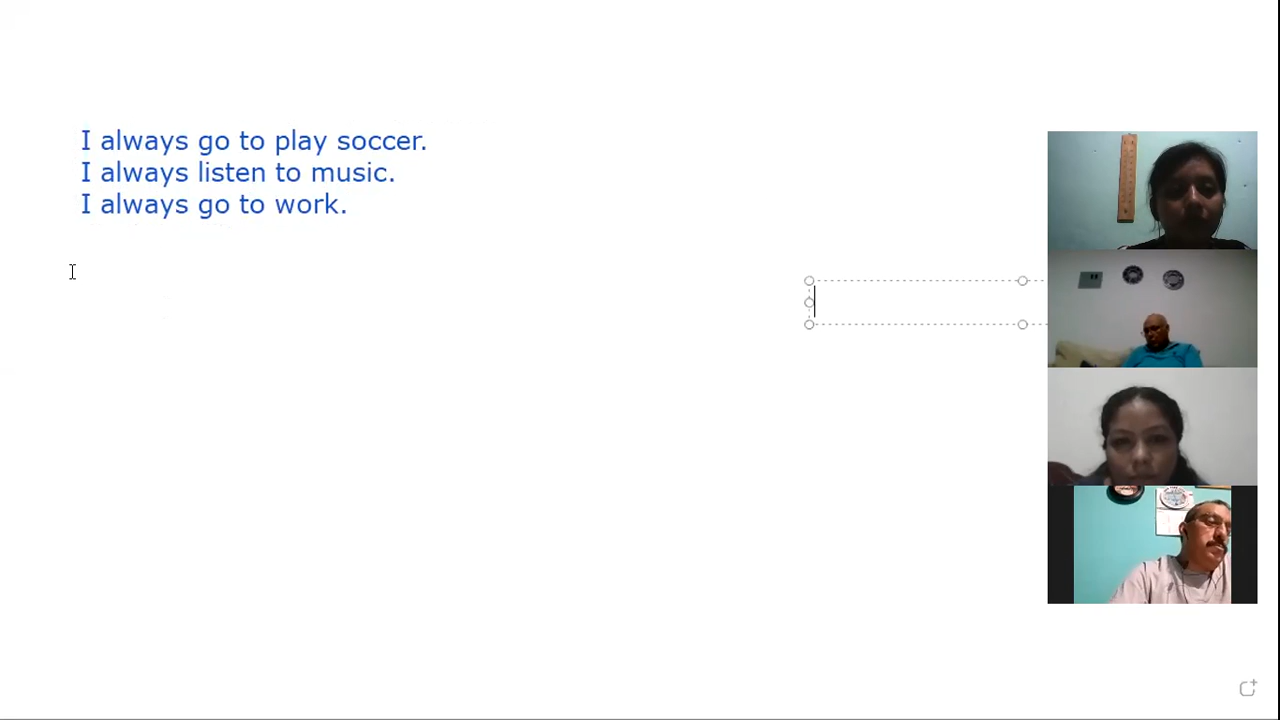 I always go to play soccer.
I always listen to music.
I always go to work.